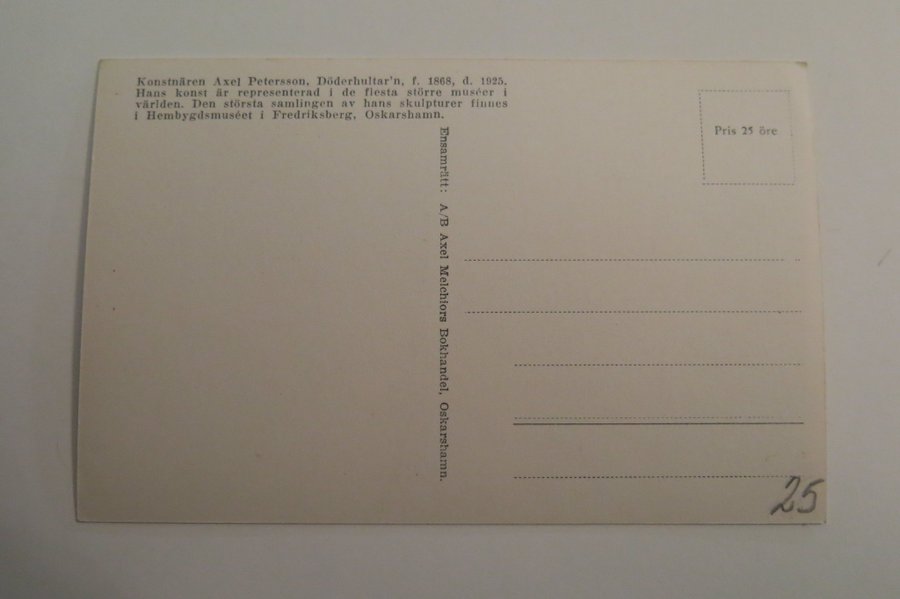 Konstnären Axel Petersson, Döderhultar'n, f. 1868, d. 1925.
Hans konst är representerad i de flesta större muséer i
världen. Den största samlingen av hans skulpturer finnes
i Hembygdsmuséet i Fredriksberg, Oskarshamn.
Pris 25 öre
Ensamrätt: A/B Axel Melchiors Bokhandel, Oskarshamn.
25